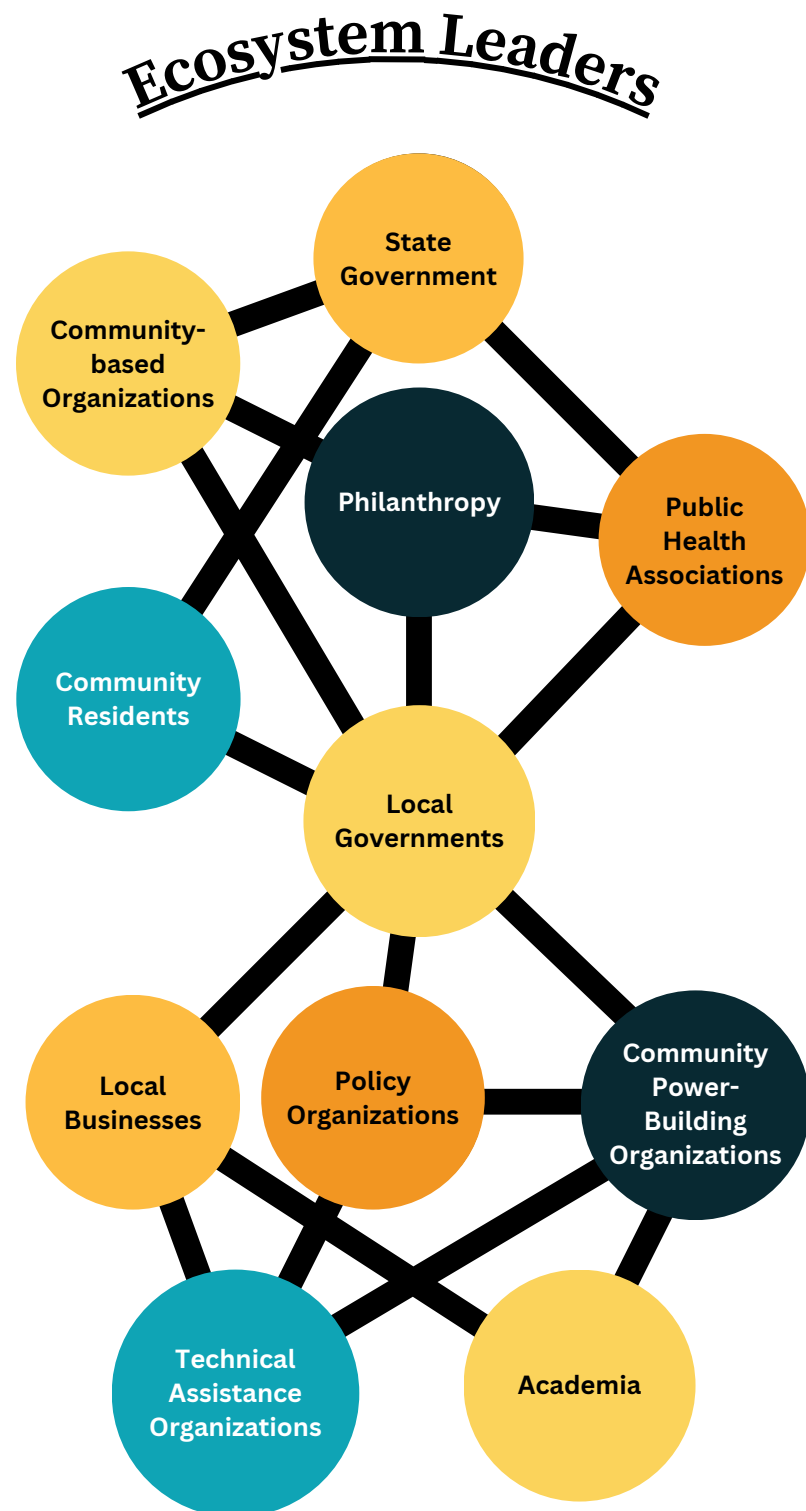 Ecosystem Leaders
State
Government
Community-
based
Organizations
Philanthropy
Public
Health
Associations
Community
Residents
Local
Governments
Local
Businesses
Policy
Organizations
Community
Power-
Building
Organizations
Technical
Assistance
Organizations
Academia